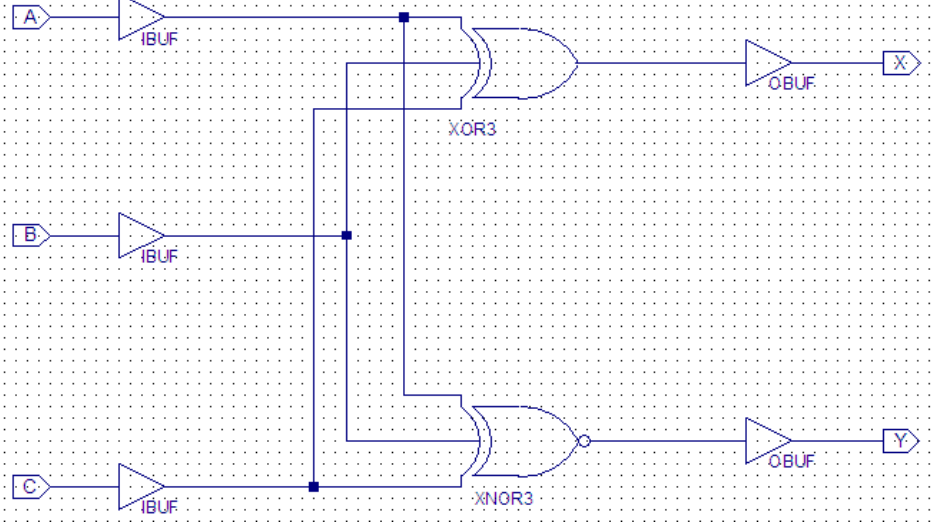 A
IBUF
OBUF
X
XOR3
B
IBUF
OBUF
Y
C
IBUF
XNOR3